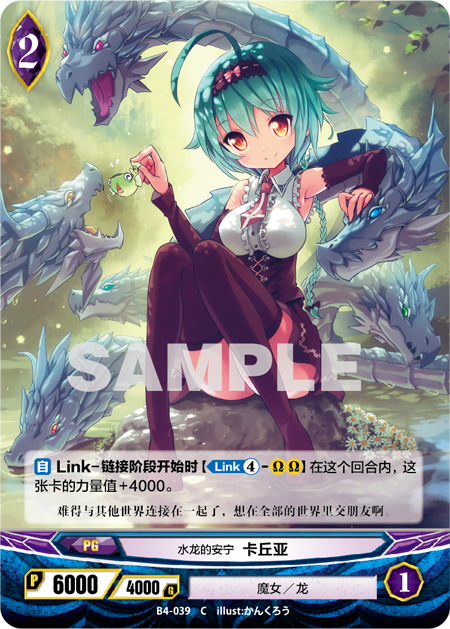 2
SAMPLE
自 Link-链接阶段开始时【Link 4 - Ω Ω】在这个回合内，这
张卡的力量值+4000。
难得与其他世界连接在一起了，想在全部的世界里交朋友啊。
PG
水龙的安宁 卡丘亚
P 6000 / 4000 G
魔女／龙
1
B4-039 C illust:かんくろう